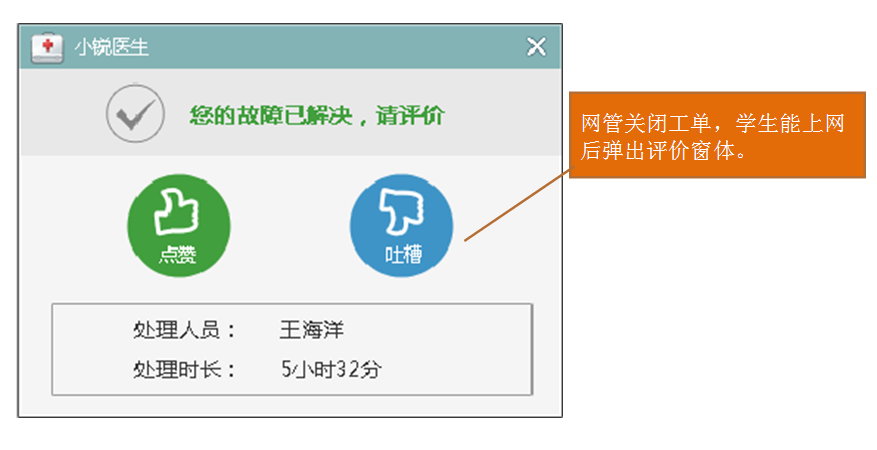 小锐医生
您的故障已解决，请评价
网管关闭工单，学生能上网
后弹出评价窗体。
点赞
吐槽
处理人员： 王海洋
处理时长： 5小时32分